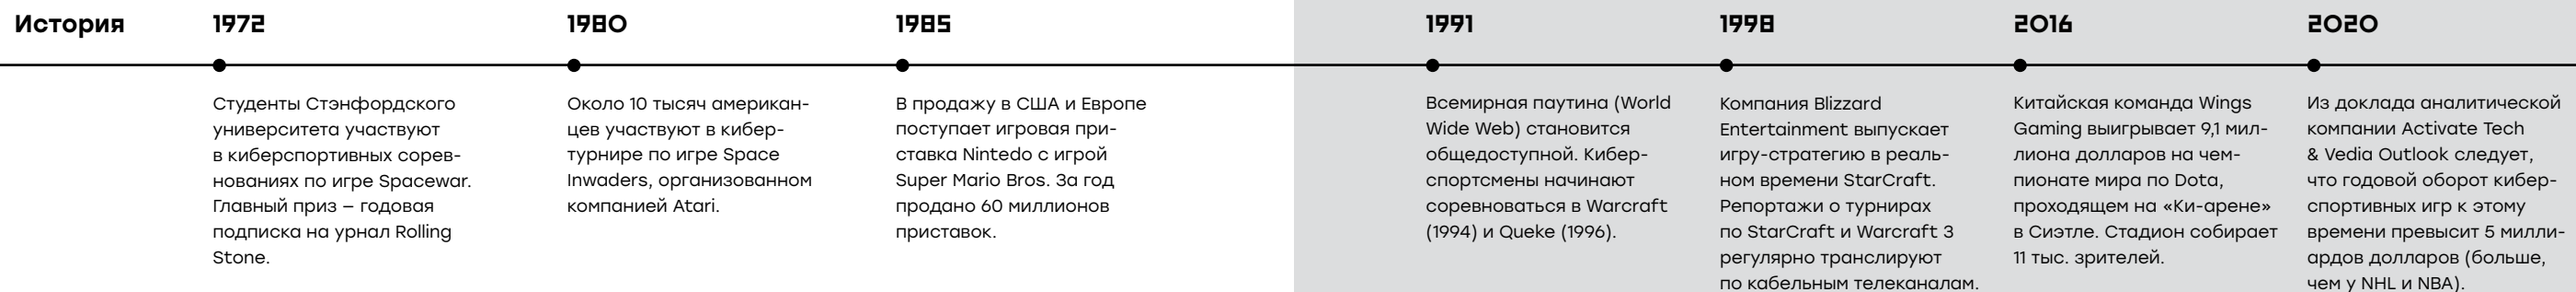 История
1972
Студенты Стэнфордского
университета участвуют
в киберспортивных сорев-
нованиях по игре Spacewar.
Главный приз – годовая
подписка на урнал Rolling
Stone.
1980
Около 10 тысяч американ-
цев участвуют в кибер-
турнире по игре Space
Inwaders, организованном
компанией Atari.
1985
В продажу в США и Европе
поступает игровая при-
ставка Nintedo с игрой
Super Mario Bros. За год
продано 60 миллионов
приставок.
1991
Всемирная паутина (World
Wide Web) становится
общедоступной. Кибер-
спортсмены начинают
соревноваться в Warcraft
(1994) и Queke (1996).
1998
Компания Blizzard
Entertainment выпускает
игру-стратегию в реаль-
ном времени StarCraft.
Репортажи о турнирах
по StarCraft и Warcraft 3
регулярно транслируют
по кабельным телеканалам.
2016
Китайская команда Wings
Gaming выигрывает 9,1 мил-
лиона долларов на чем-
пионате мира по Dota,
проходящем на «Ки-арене»
в Сиэтле. Стадион собирает
11 тыс. зрителей.
2020
Из доклада аналитической
компании Activate Tech
& Vedia Outlook следует,
что годовой оборот кибер-
спортивных игр к этому
времени превысит 5 милли-
ардов долларов (больше,
чем у NHL и NBA).